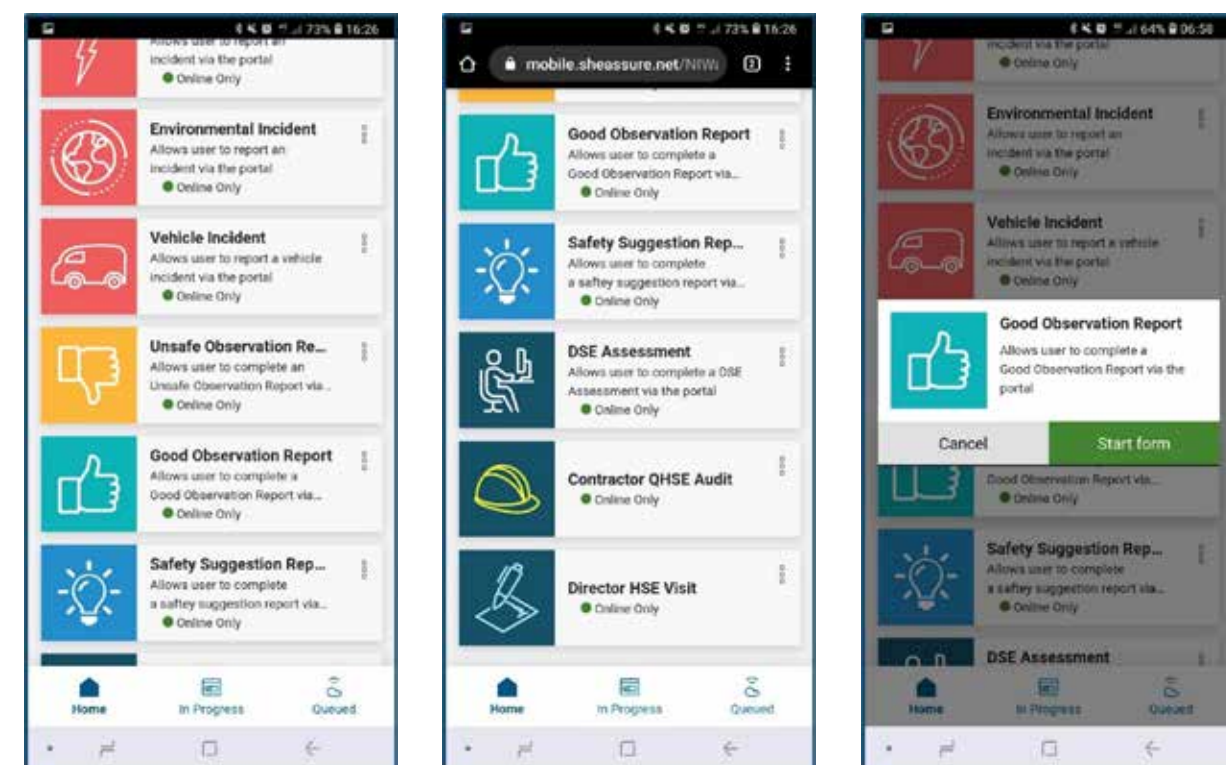 73% 16:26
Allows user to report an
incident via the portal
Online Only
Environmental Incident
Allows user to report an
incident via the portal
Online Only
Vehicle Incident
Allows user to report a vehicle
incident via the portal
Online Only
Unsafe Observation Re...
Allows user to complete an
Unsafe Observation Report via...
Online Only
Good Observation Report
Allows user to complete a
Good Observation Report via...
Online Only
Safety Suggestion Rep...
Allows user to complete
a saftey suggestion report via...
Online Only
Home In Progress Queued
73% 16:26
mobile.sheassure.net/NIWa 2
Good Observation Report
Allows user to complete a
Good Observation Report via...
Online Only
Safety Suggestion Rep...
Allows user to complete
a saftey suggestion report via...
Online Only
DSE Assessment
Allows user to complete a DSE
Assessment via the portal
Online Only
Contractor QHSE Audit
Online Only
Director HSE Visit
Online Only
Home In Progress Queued
64% 06:58
incident via the portal
Online Only
Environmental Incident
Allows user to report an
incident via the portal
Online Only
Vehicle Incident
Allows user to report a vehicle
incident via the portal
Online Only
Good Observation Report
Allows user to complete a
Good Observation Report via the
portal
Cancel Start form
Good Observation Report via...
Online Only
Safety Suggestion Rep...
Allows user to complete
a saftey suggestion report via...
Online Only
DSE Assessment
Home In Progress Queued